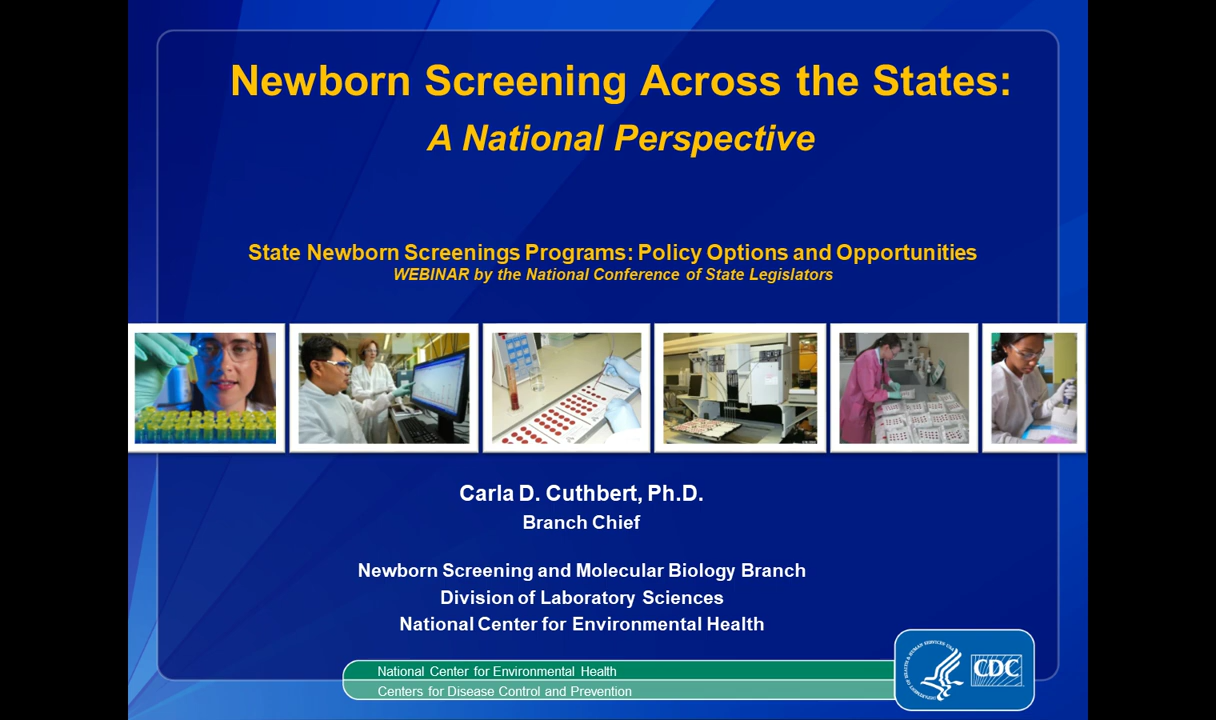 Newborn Screening Across the States:
A National Perspective
State Newborn Screenings Programs: Policy Options and Opportunities
WEBINAR by the National Conference of State Legislators
Carla D. Cuthbert, Ph.D.
Branch Chief
Newborn Screening and Molecular Biology Branch
Division of Laboratory Sciences
National Center for Environmental Health
National Center for Environmental Health
Centers for Disease Control and Prevention
CDC